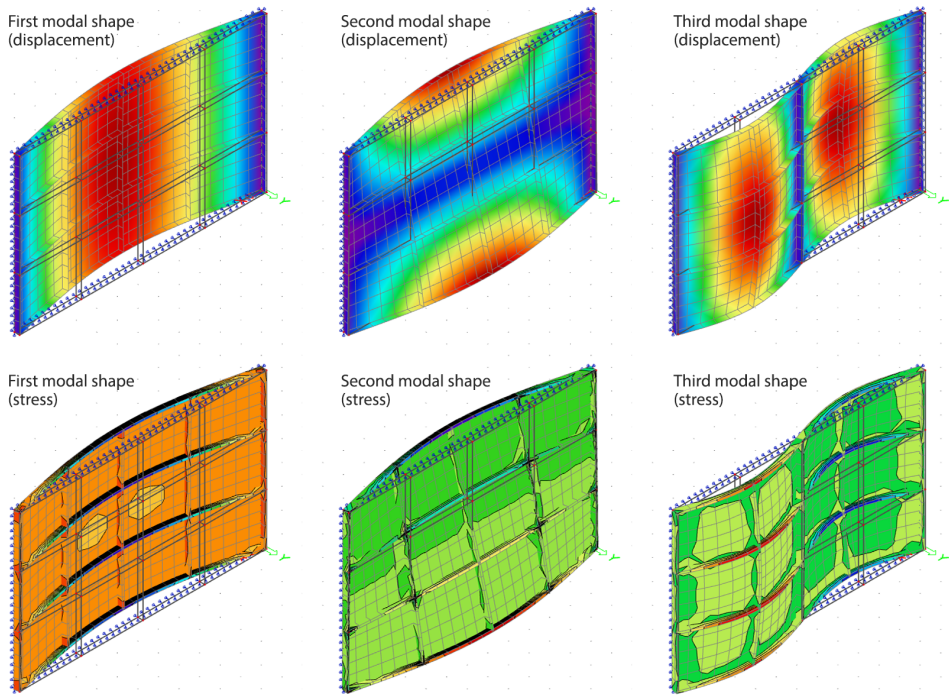 First modal shape
(displacement)
Second modal shape
(displacement)
Third modal shape
(displacement)
Y
Y
Y
First modal shape
(stress)
Second modal shape
(stress)
Third modal shape
(stress)
Y
Y
Y